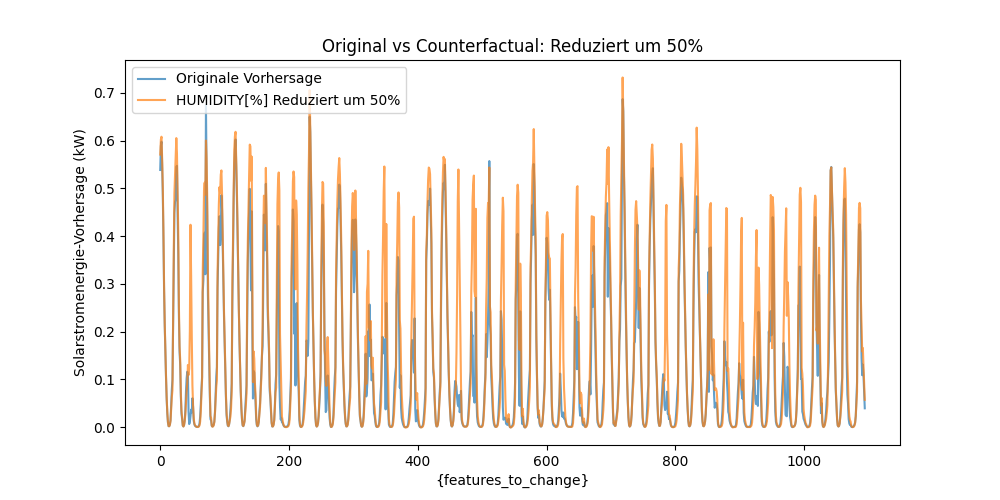 Original vs Counterfactual: Reduziert um 50%
Originale Vorhersage
HUMIDITY[%] Reduziert um 50%
Solarstromenergie-Vorhersage (kW)
0.7
0.6
0.5
0.4
0.3
0.2
0.1
0.0
0 200 400 600 800 1000
{features_to_change}